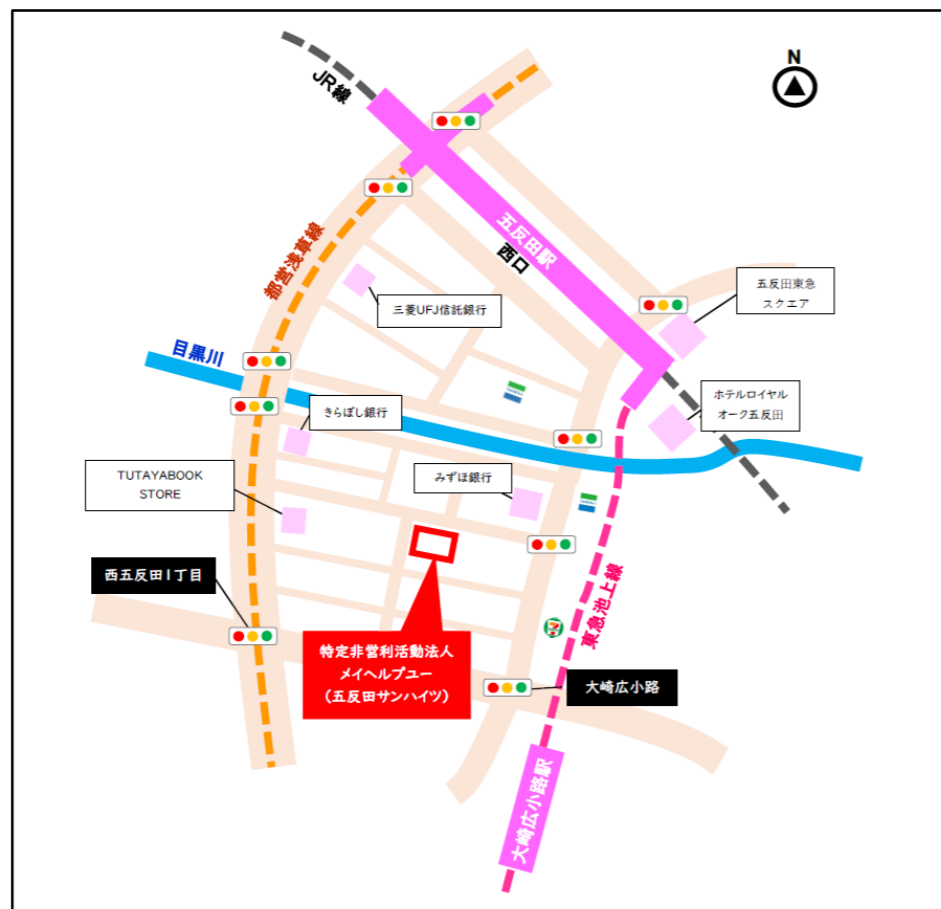 N
JR線
五反田駅
西口
都営浅草線
五反田東急
スクエア
三菱UFJ信託銀行
目黒川
ホテルロイヤル
オーク五反田
きらぼし銀行
TUTAYABOOK
STORE
みずほ銀行
西五反田1丁目
東急池上線
特定非営利活動法人
メイヘルプユー
(五反田サンハイツ)
大崎広小路
大崎広小路駅